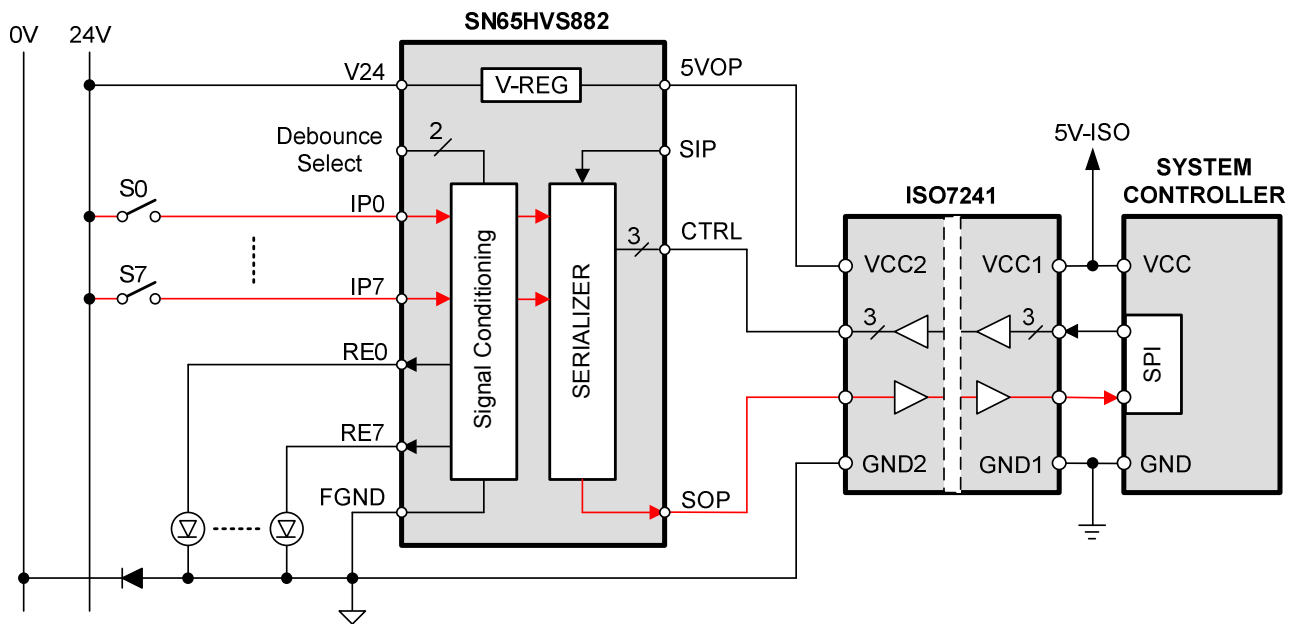 SN65HVS882
0V
24V
V24
V-REG
5VOP
Debounce
Select
2
SIP
5V-ISO
SYSTEM
CONTROLLER
S0
IP0
ISO7241
3
CTRL
S7
IP7
Signal Conditioning
SERIALIZER
VCC2
VCC1
VCC
3
3
SPI
RE0
RE7
GND2
GND1
GND
FGND
SOP